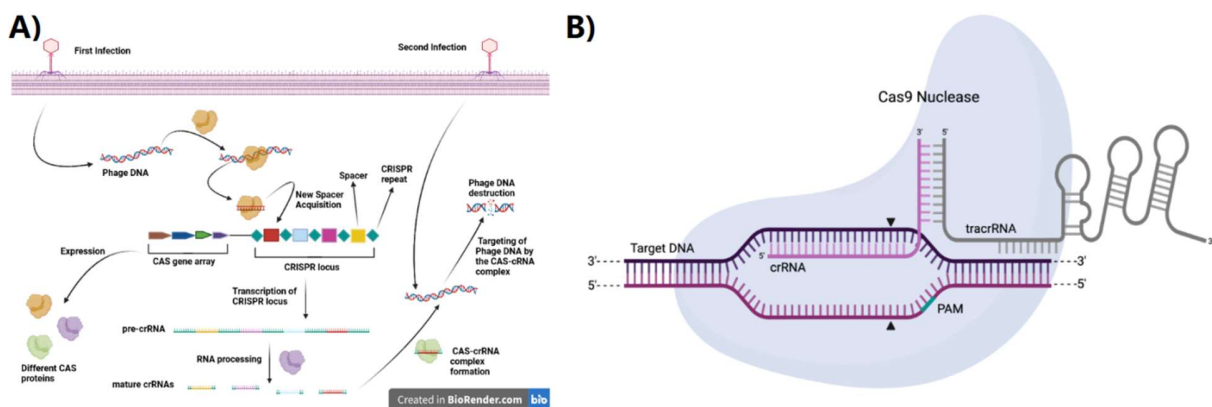 A)
First Infection
Second Infection
Phage DNA
New Spacer
Acquisition
Spacer
CRISPR
repeat
Phage DNA
destruction
Expression
CAS gene array
CRISPR locus
Targeting of
Phage DNA by
the CAS-crRNA
complex
Transcription of
CRISPR locus
pre-crRNA
RNA processing
Different CAS
proteins
mature crRNAs
CAS-crRNA
complex
formation
Created in BioRender.com bio
B)
Cas9 Nuclease
3' 5'
Target DNA
tracrRNA
5'
crRNA
3'
3' 3'
5' 5'
PAM